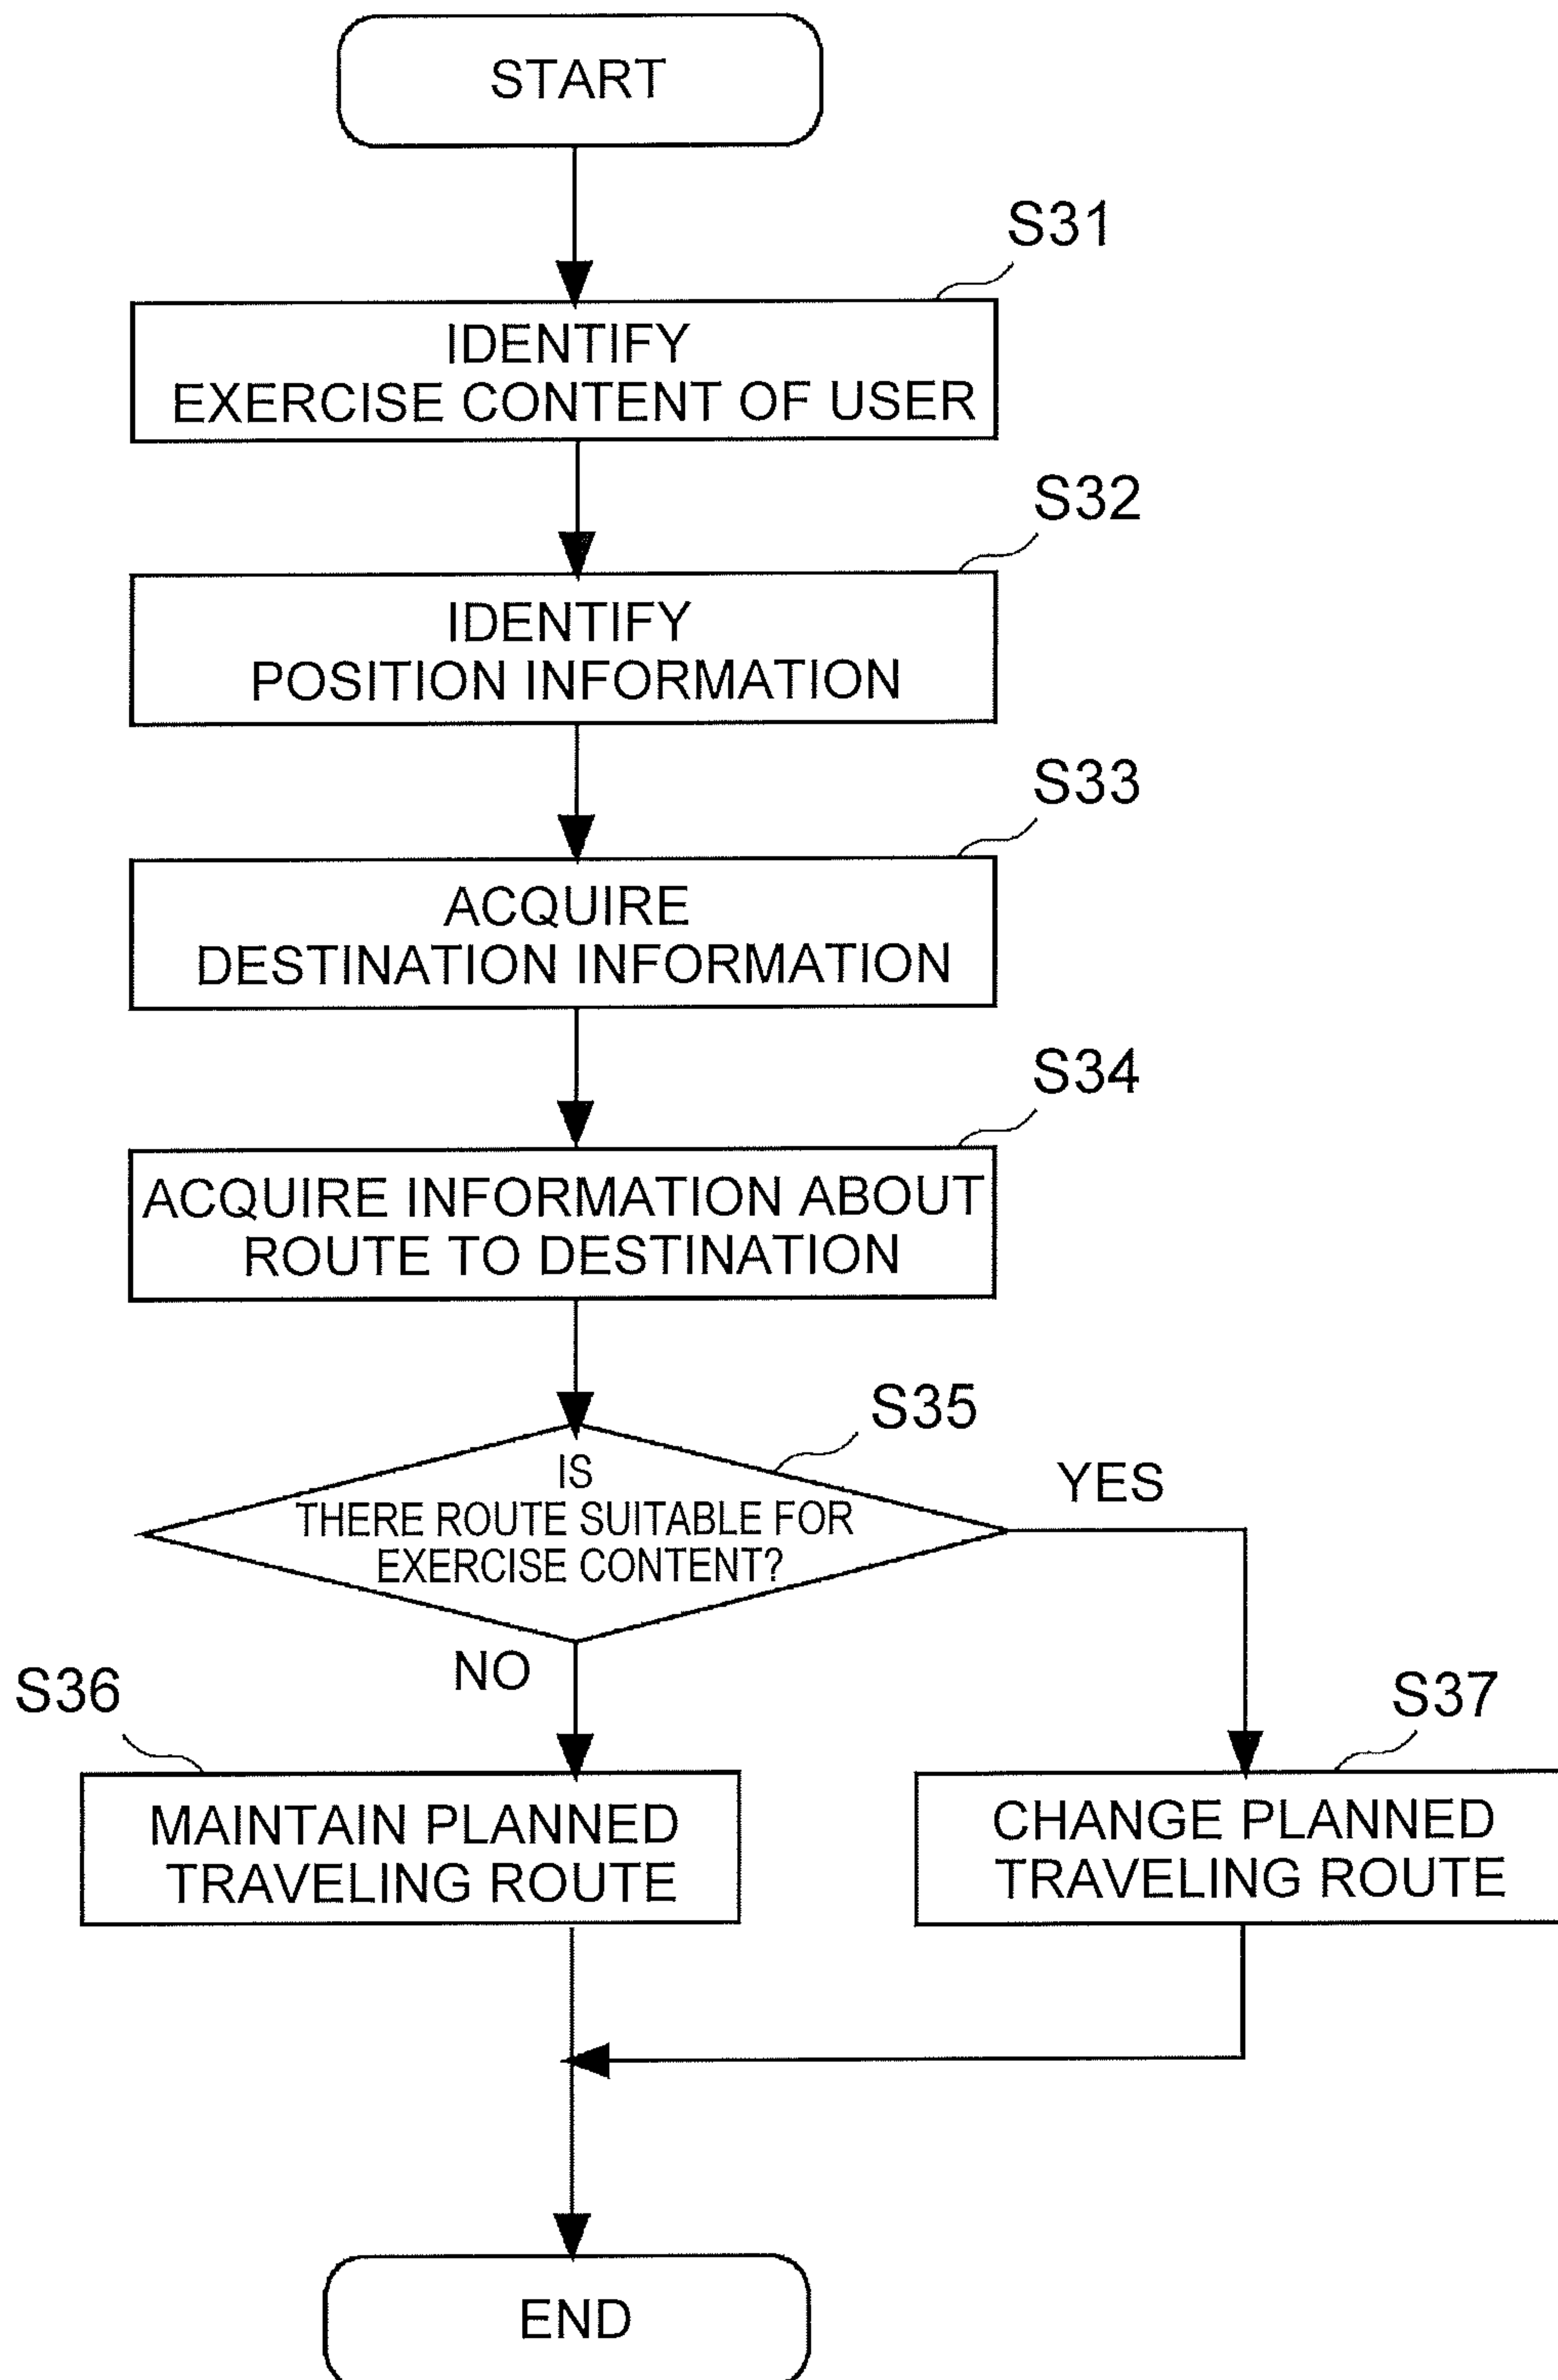 START
S31
IDENTIFY
EXERCISE CONTENT OF USER
S32
IDENTIFY
POSITION INFORMATION
S33
ACQUIRE
DESTINATION INFORMATION
S34
ACQUIRE INFORMATION ABOUT
ROUTE TO DESTINATION
S35
IS
THERE ROUTE SUITABLE FOR
EXERCISE CONTENT?
YES
NO
S36
MAINTAIN PLANNED
TRAVELING ROUTE
S37
CHANGE PLANNED
TRAVELING ROUTE
END